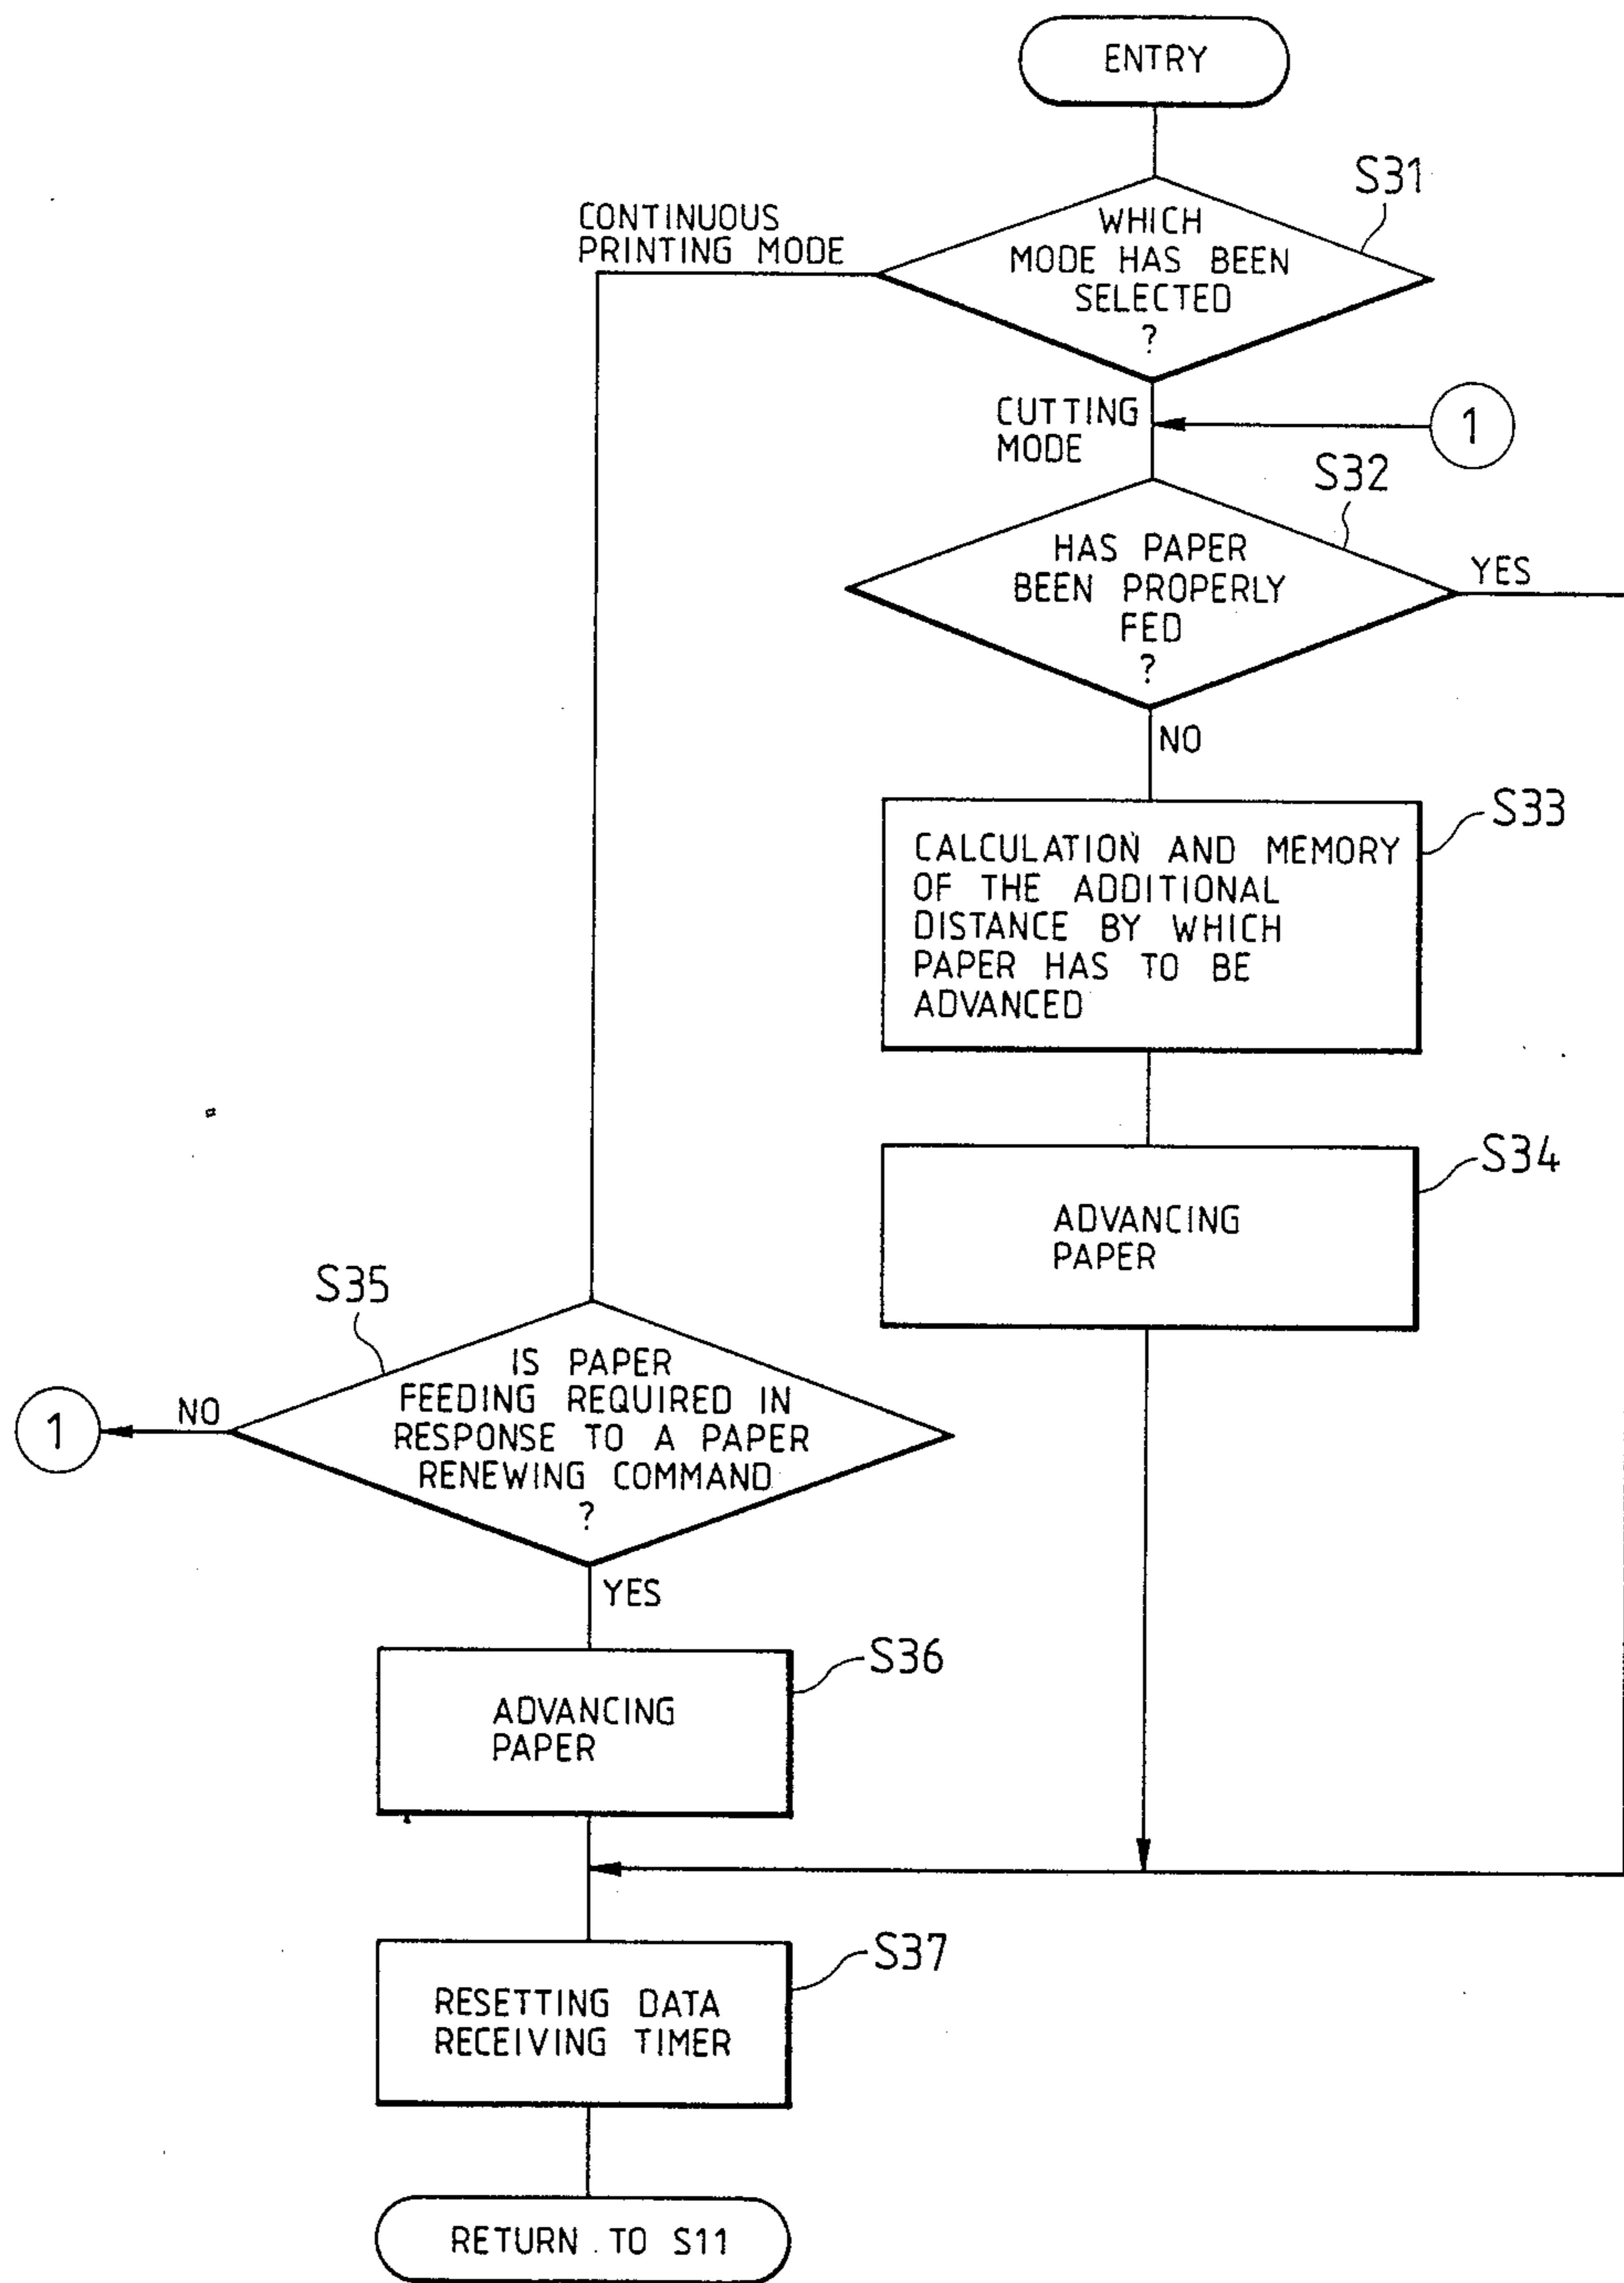 ENTRY
S31
CONTINUOUS
PRINTING MODE
WHICH
MODE HAS BEEN
SELECTED
?
CUTTING
MODE
1
S32
HAS PAPER
BEEN PROPERLY
FED
?
YES
NO
S33
CALCULATION AND MEMORY
OF THE ADDITIONAL
DISTANCE BY WHICH
PAPER HAS TO BE
ADVANCED
S34
ADVANCING
PAPER
S35
IS PAPER
FEEDING REQUIRED IN
RESPONSE TO A PAPER
RENEWING COMMAND
?
NO
1
YES
S36
ADVANCING
PAPER
S37
RESETTING DATA
RECEIVING TIMER
RETURN TO S11